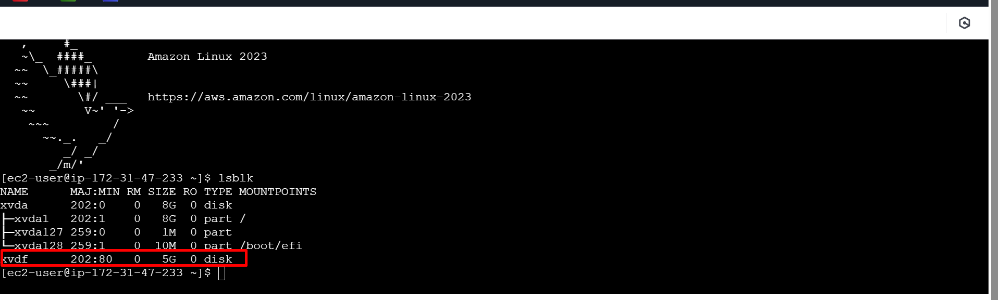 ,     #_
   ~\_  ####_        Amazon Linux 2023
  ~~  \_#####\
  ~~     \###|
  ~~       \#/ ___   https://aws.amazon.com/linux/amazon-linux-2023
   ~~       V~' '->
    ~~~         /
      ~~._.   _/
         _/ _/
       _/m/'
[ec2-user@ip-172-31-47-233 ~]$ lsblk
NAME      MAJ:MIN RM SIZE RO TYPE MOUNTPOINTS
xvda      202:0    0   8G  0 disk
├─xvda1   202:1    0   8G  0 part /
├─xvda127 259:0    0   1M  0 part
└─xvda128 259:1    0  10M  0 part /boot/efi
xvdf      202:80   0   5G  0 disk
[ec2-user@ip-172-31-47-233 ~]$